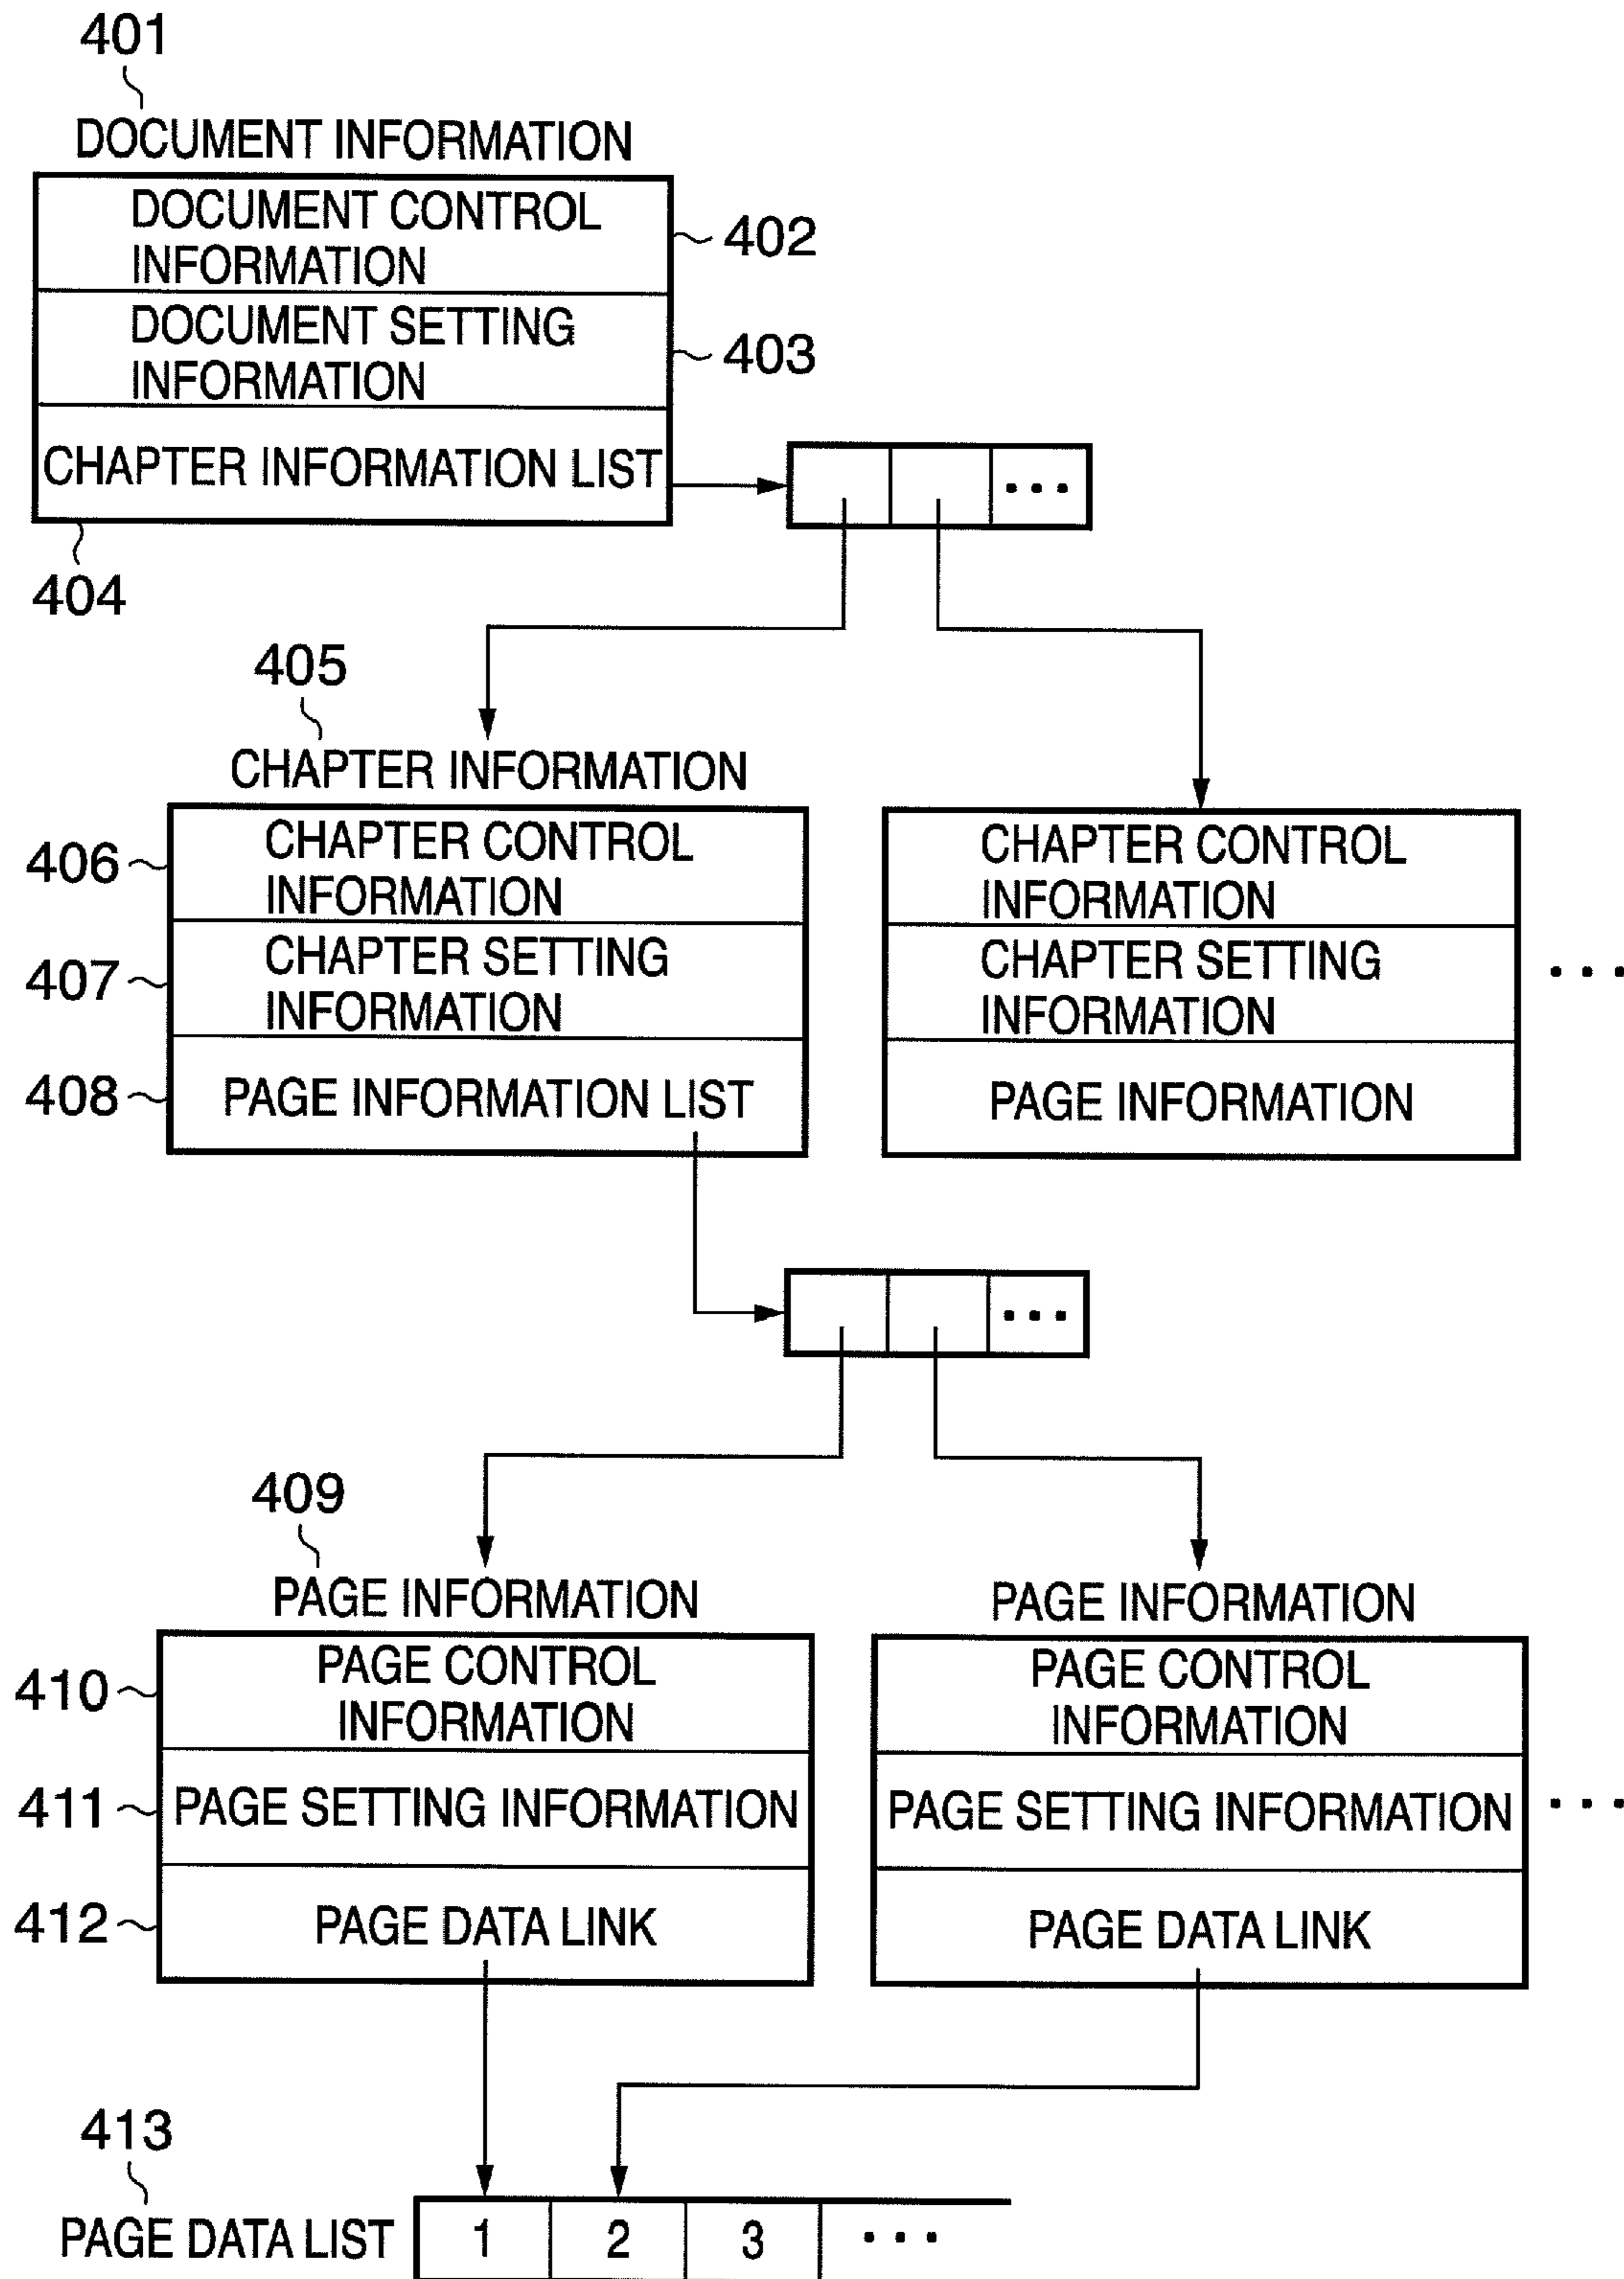 401
DOCUMENT INFORMATION
DOCUMENT CONTROL
INFORMATION
402
DOCUMENT SETTING
INFORMATION
403
CHAPTER INFORMATION LIST
...
404
405
CHAPTER INFORMATION
406
CHAPTER CONTROL
INFORMATION
407
CHAPTER SETTING
INFORMATION
408
PAGE INFORMATION LIST
CHAPTER CONTROL
INFORMATION
CHAPTER SETTING
INFORMATION
...
PAGE INFORMATION
...
409
PAGE INFORMATION
410
PAGE CONTROL
INFORMATION
411
PAGE SETTING INFORMATION
412
PAGE DATA LINK
PAGE INFORMATION
PAGE CONTROL
INFORMATION
PAGE SETTING INFORMATION
...
PAGE DATA LINK
413
PAGE DATA LIST
1
2
3
...